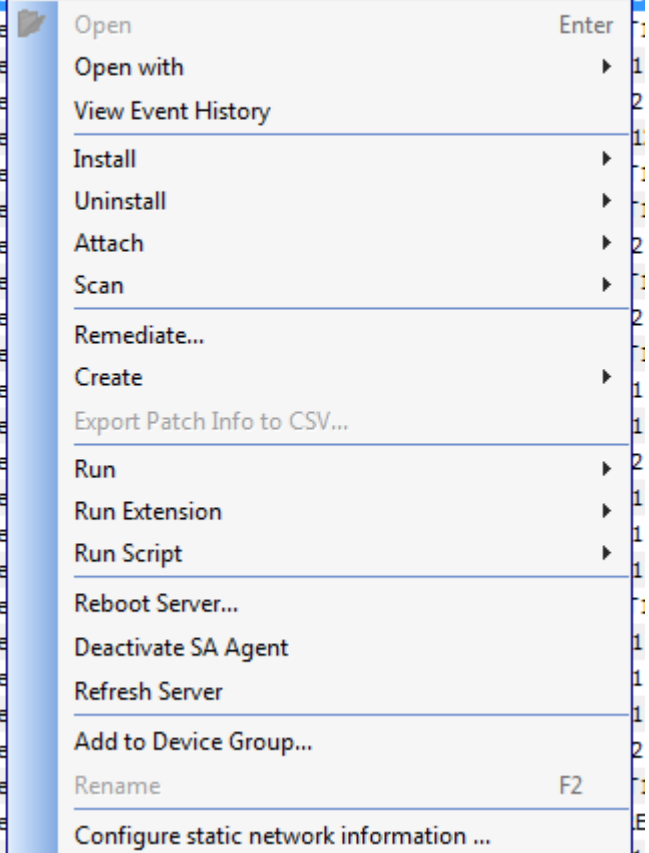 Open Enter
Open with
View Event History
Install
Uninstall
Attach
Scan
Remediate...
Create
Export Patch Info to CSV...
Run
Run Extension
Run Script
Reboot Server...
Deactivate SA Agent
Refresh Server
Add to Device Group...
Rename F2
Configure static network information ...